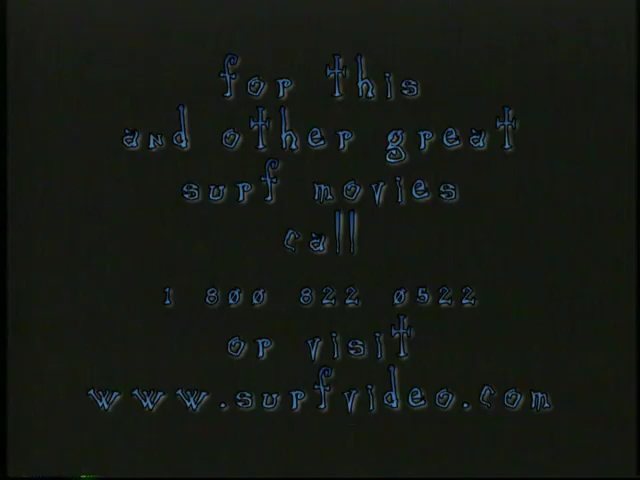 for this
and other great
surf movies
call
1 800 822 0522
or visit
www.surfvideo.com